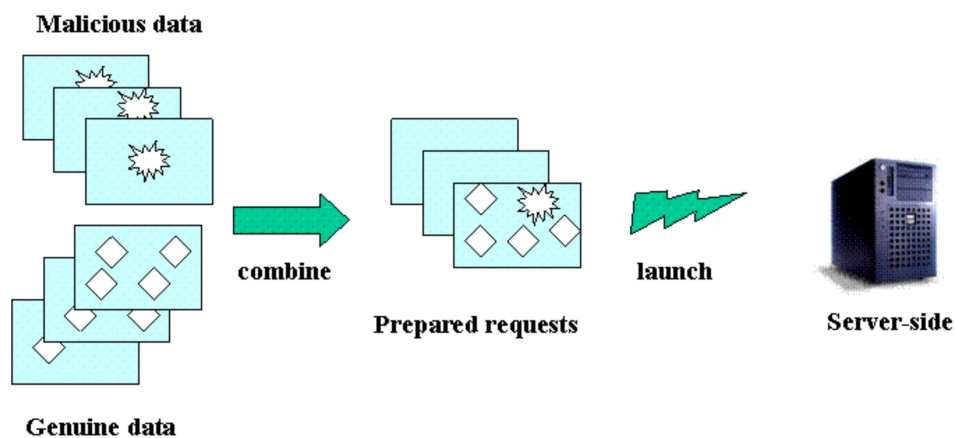 Malicious data
combine
launch
Prepared requests
Server-side
Genuine data